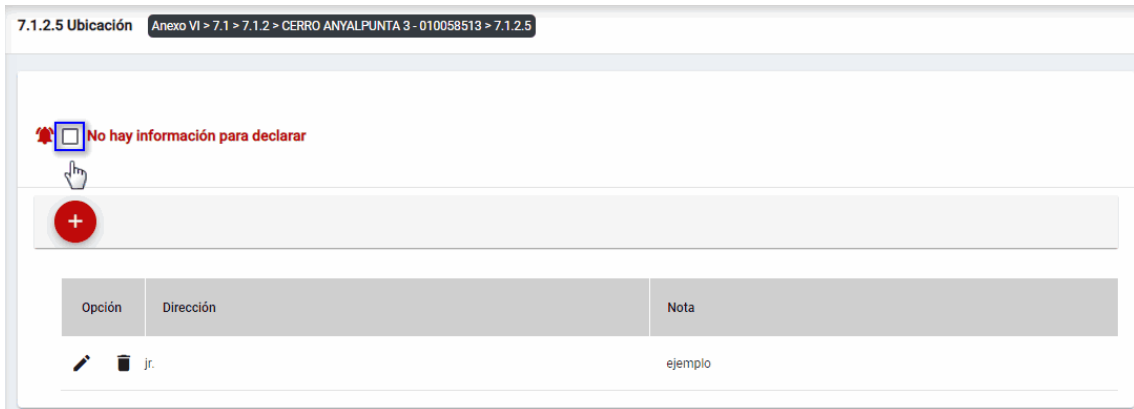 7.1.2.5 Ubicación Anexo VI > 7.1 > 7.1.2 > CERRO ANYALPUNTA 3 - 010058513 > 7.1.2.5
No hay información para declarar
+
Opción Dirección Nota
jr. ejemplo